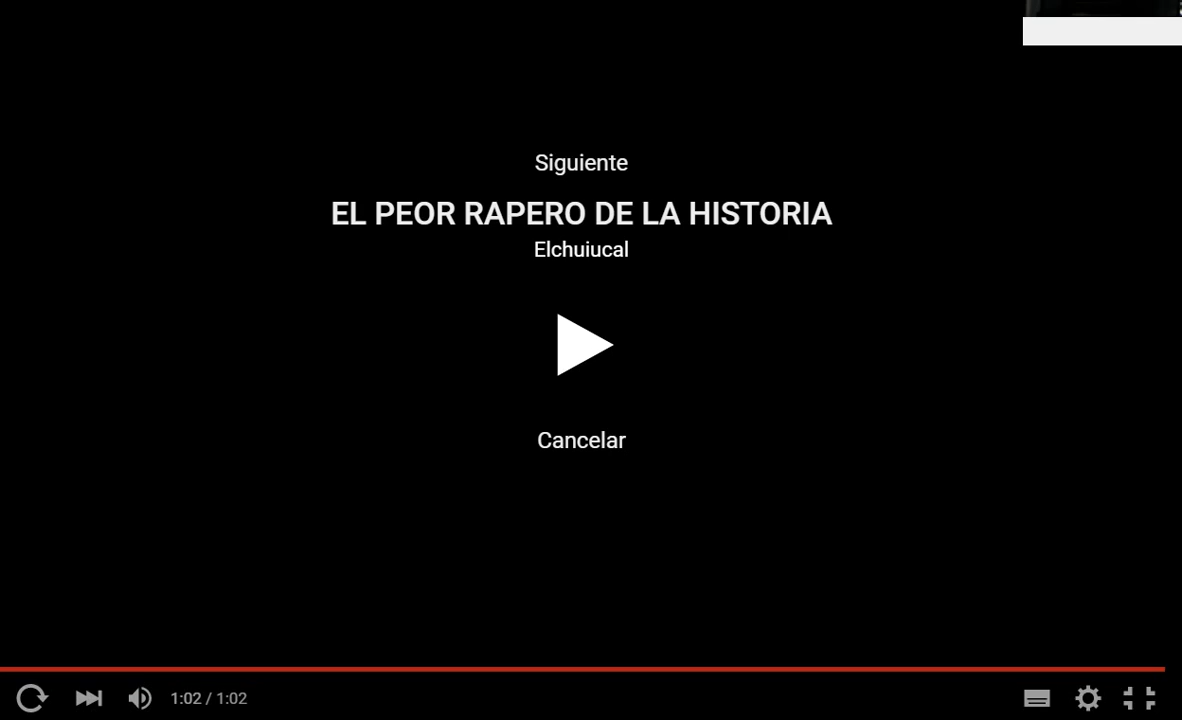 Siguiente
EL PEOR RAPERO DE LA HISTORIA
Elchuiucal
Cancelar
1:02 / 1:02